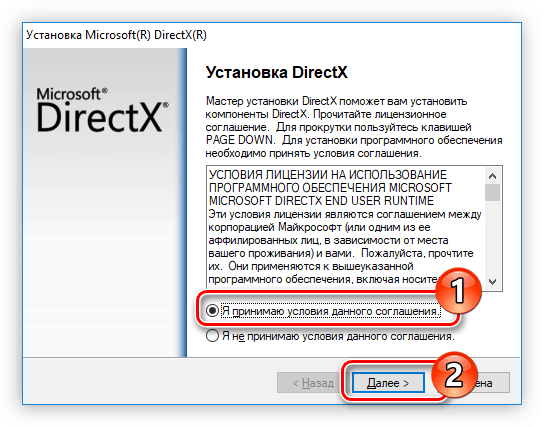 Установка Microsoft(R) DirectX(R)
Microsoft®
DirectX®
Установка DirectX
Мастер установки DirectX поможет вам установить
компоненты DirectX. Прочитайте лицензионное
соглашение. Для прокрутки пользуйтесь клавишей
PAGE DOWN. Для установки программного обеспечения
необходимо принять условия соглашения.
УСЛОВИЯ ЛИЦЕНЗИИ НА ИСПОЛЬЗОВАНИЕ
ПРОГРАММНОГО ОБЕСПЕЧЕНИЯ MICROSOFT
MICROSOFT DIRECTX END USER RUNTIME
Эти условия лицензии являются соглашением между
корпорацией Майкрософт (или одним из ее
аффилированных лиц, в зависимости от места
вашего проживания) и вами. Пожалуйста, прочтите
их. Они применяются к вышеуказанной
программного обеспечения, включая носите
1
Я принимаю условия данного соглашения.
Я не принимаю условия данного соглашения.
2
< Назад Далее > ена